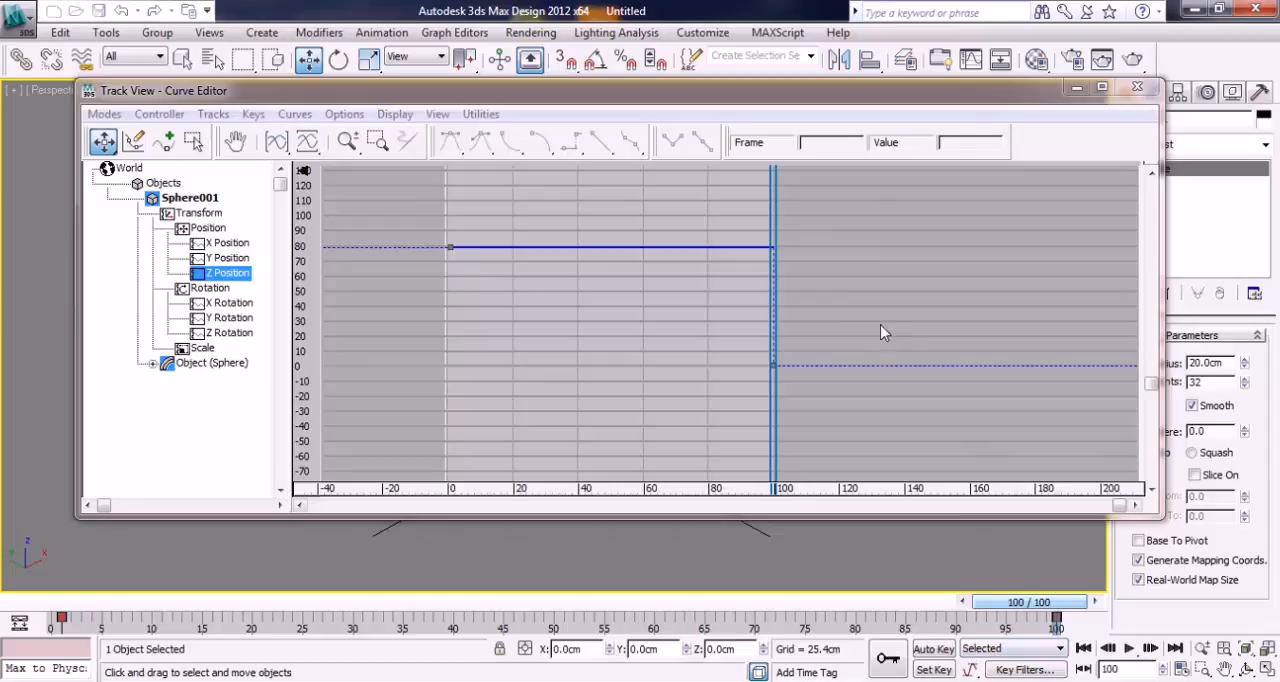 Autodesk 3ds Max Design 2012 x64 Untitled
Type a keyword or phrase
Edit Tools Group Views Create Modifiers Animation Graph Editors Rendering Lighting Analysis Customize MAXScript Help
All View Create Selection Se
[ + ] [Perspecti
Track View - Curve Editor
Modes Controller Tracks Keys Curves Options Display View Utilities
Frame Value
World
Objects
Sphere001
Transform
Position
X Position
Y Position
Z Position
Rotation
X Rotation
Y Rotation
Z Rotation
Scale
Object (Sphere)
120
110
100
90
80
70
60
50
40
30
20
10
0
-10
-20
-30
-40
-50
-60
-70
-40 -20 0 20 40 60 80 100 120 140 160 180 200
st
Parameters
ius: 20.0cm
nts: 32
Smooth
ere: 0.0
p Squash
Slice On
om: 0.0
To: 0.0
Base To Pivot
Generate Mapping Coords.
Real-World Map Size
z
x
100 / 100
0 5 10 15 20 25 30 35 40 45 50 55 60 65 70 75 80 85 90 95 100
1 Object Selected X: 0.0cm Y: 0.0cm Z: 0.0cm Grid = 25.4cm Auto Key Selected
Max to Physc Click and drag to select and move objects Add Time Tag Set Key Key Filters... 100